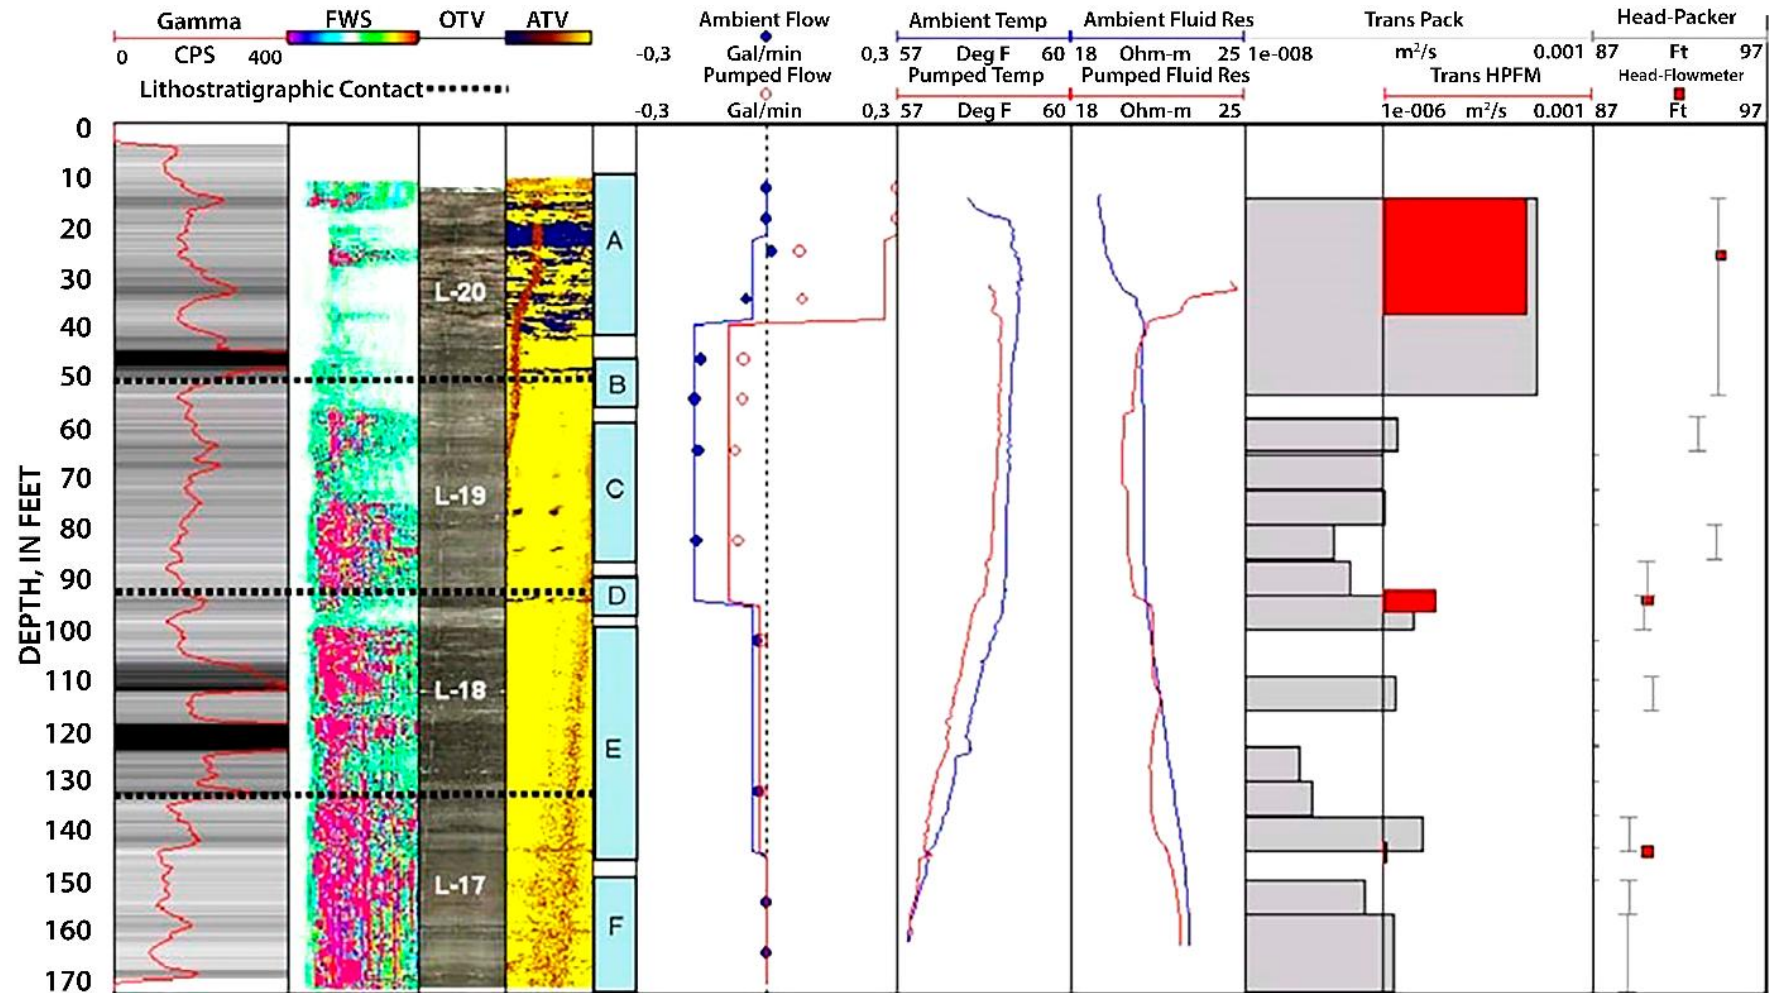 Gamma FWS OTV ATV Ambient Flow Ambient Temp Ambient Fluid Res Trans Pack Head-Packer
0 CPS 400 -0,3 Gal/min 0,3 57 Deg F 60 18 Ohm-m 25 1e-008 m²/s 0.001 87 Ft 97
Lithostratigraphic Contact Pumped Flow Pumped Temp Pumped Fluid Res Trans HPFM Head-Flowmeter
-0,3 Gal/min 0,3 57 Deg F 60 18 Ohm-m 25 1e-006 m²/s 0.001 87 Ft 97
DEPTH, IN FEET
0
10
20
A
30
L-20
40
50
B
60
70
C
L-19
80
90
D
100
110
L-18
120
E
130
140
150
L-17
160
F
170